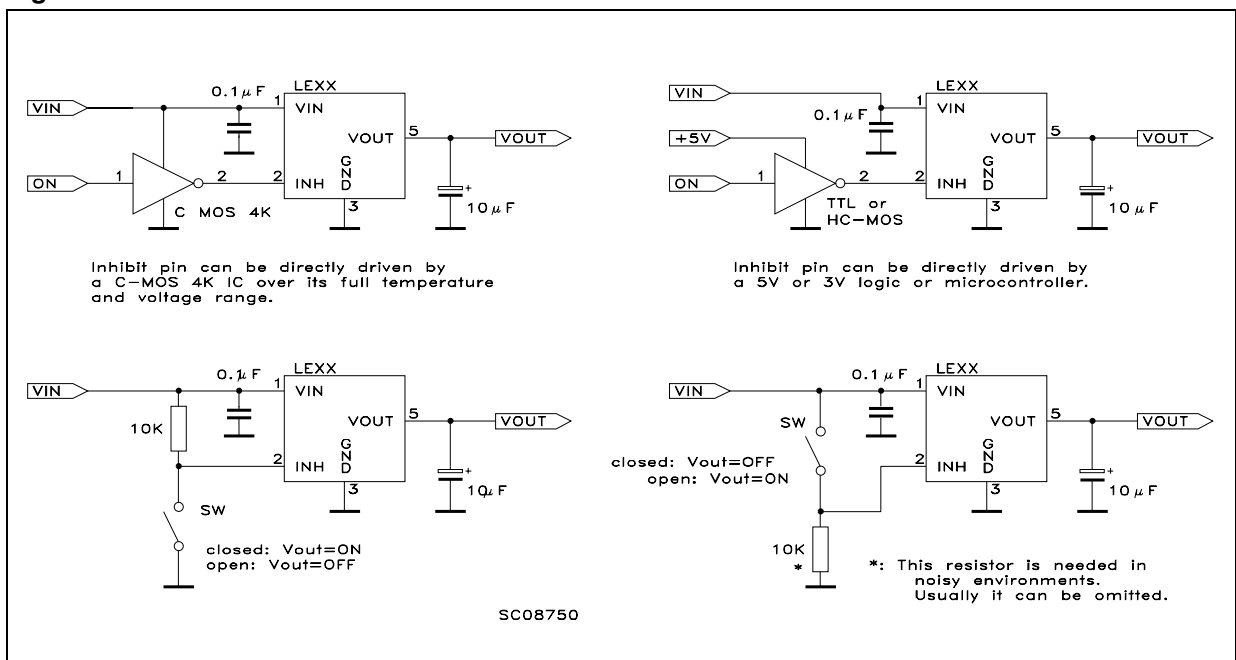 LEXX
0.1μF
VIN
1
VIN
VOUT
5
VOUT
ON
1
2
2
INH
GND
3
+
10μF
C MOS 4K
Inhibit pin can be directly driven by
a C-MOS 4K IC over its full temperature
and voltage range.
LEXX
VIN
0.1μF
1
VIN
+5V
VOUT
5
VOUT
ON
1
2
2
INH
GND
3
+
10μF
TTL or
HC-MOS
Inhibit pin can be directly driven by
a 5V or 3V logic or microcontroller.
LEXX
0.1μF
VIN
1
VIN
10K
VOUT
5
VOUT
2
INH
GND
3
+
10μF
SW
closed: Vout=ON
open: Vout=OFF
LEXX
0.1μF
VIN
1
VIN
SW
VOUT
5
VOUT
closed: Vout=OFF
open: Vout=ON
2
INH
GND
3
+
10μF
10K
*
*: This resistor is needed in
noisy environments.
Usually it can be omitted.
SC08750